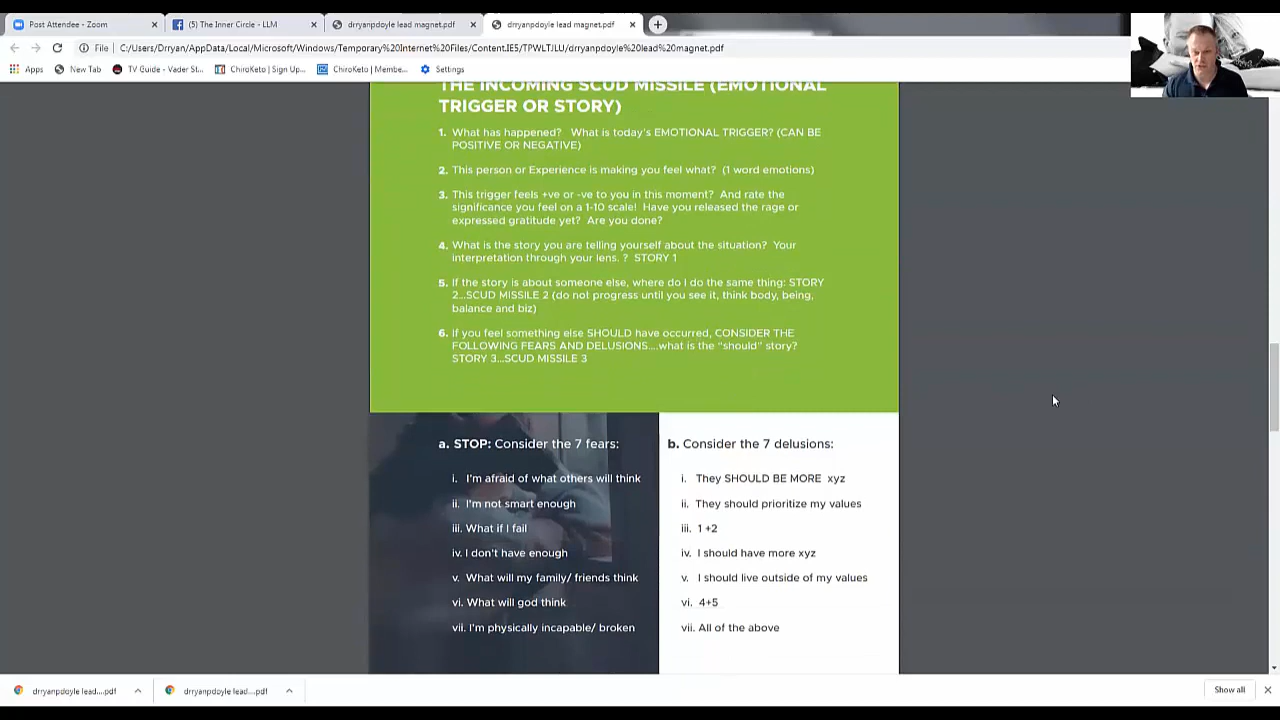 Post Attendee - Zoom
(5) The Inner Circle - LLM
drryanpdoyle lead magnet.pdf
drryanpdoyle lead magnet.pdf
File
C:/Users/Drryan/AppData/Local/Microsoft/Windows/Temporary%20Internet%20Files/Content.IE5/TPWLTJLU/drryanpdoyle%20lead%20magnet.pdf
Apps
New Tab
TV Guide - Vader St...
ChiroKeto | Sign Up...
ChiroKeto | Membe...
Settings
THE INCOMING SCUD MISSILE (EMOTIONAL
TRIGGER OR STORY)
1. What has happened? What is today's EMOTIONAL TRIGGER? (CAN BE
POSITIVE OR NEGATIVE)
2. This person or Experience is making you feel what? (1 word emotions)
3. This trigger feels +ve or -ve to you in this moment? And rate the
significance you feel on a 1-10 scale! Have you released the rage or
expressed gratitude yet? Are you done?
4. What is the story you are telling yourself about the situation? Your
interpretation through your lens. ? STORY 1
5. If the story is about someone else, where do I do the same thing: STORY
2...SCUD MISSILE 2 (do not progress until you see it, think body, being,
balance and biz)
6. If you feel something else SHOULD have occurred, CONSIDER THE
FOLLOWING FEARS AND DELUSIONS....what is the "should" story?
STORY 3...SCUD MISSILE 3
a. STOP: Consider the 7 fears:
i. I'm afraid of what others will think
ii. I'm not smart enough
iii. What if I fail
iv. I don't have enough
v. What will my family/ friends think
vi. What will god think
vii. I'm physically incapable/ broken
b. Consider the 7 delusions:
i. They SHOULD BE MORE xyz
ii. They should prioritize my values
iii. 1 +2
iv. I should have more xyz
v. I should live outside of my values
vi. 4+5
vii. All of the above
drryanpdoyle lead....pdf
drryanpdoyle lead....pdf
Show all